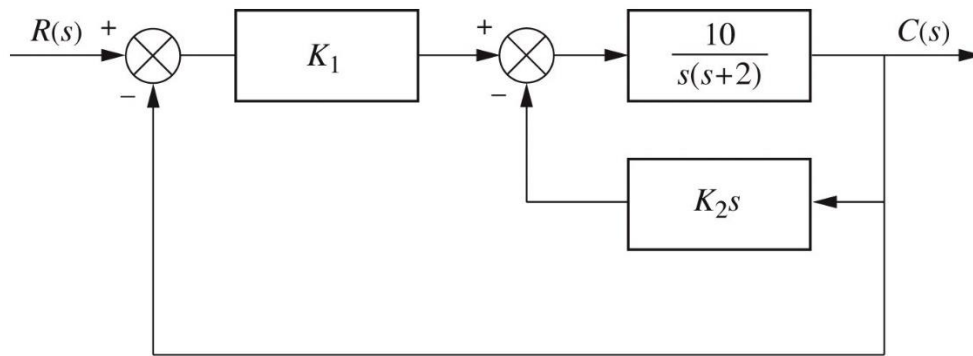 R(s) + − K₁ + − 10 C(s)
s(s+2)
K₂s